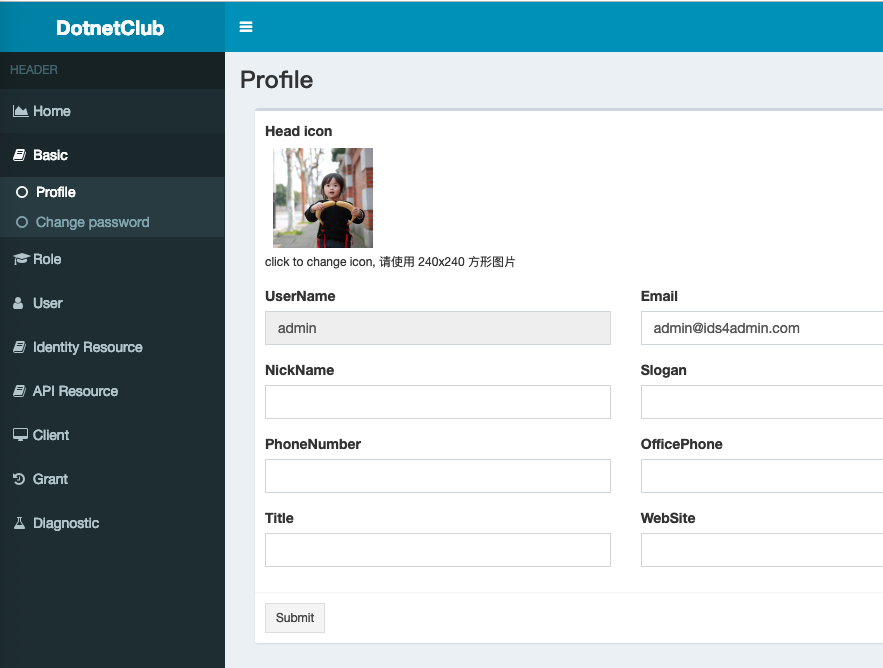 DotnetClub
HEADER
Home
Basic
Profile
Change password
Role
User
Identity Resource
API Resource
Client
Grant
Diagnostic
Profile
Head icon
click to change icon, 请使用 240x240 方形图片
UserName Email
admin admin@ids4admin.com
NickName Slogan
PhoneNumber OfficePhone
Title WebSite
Submit